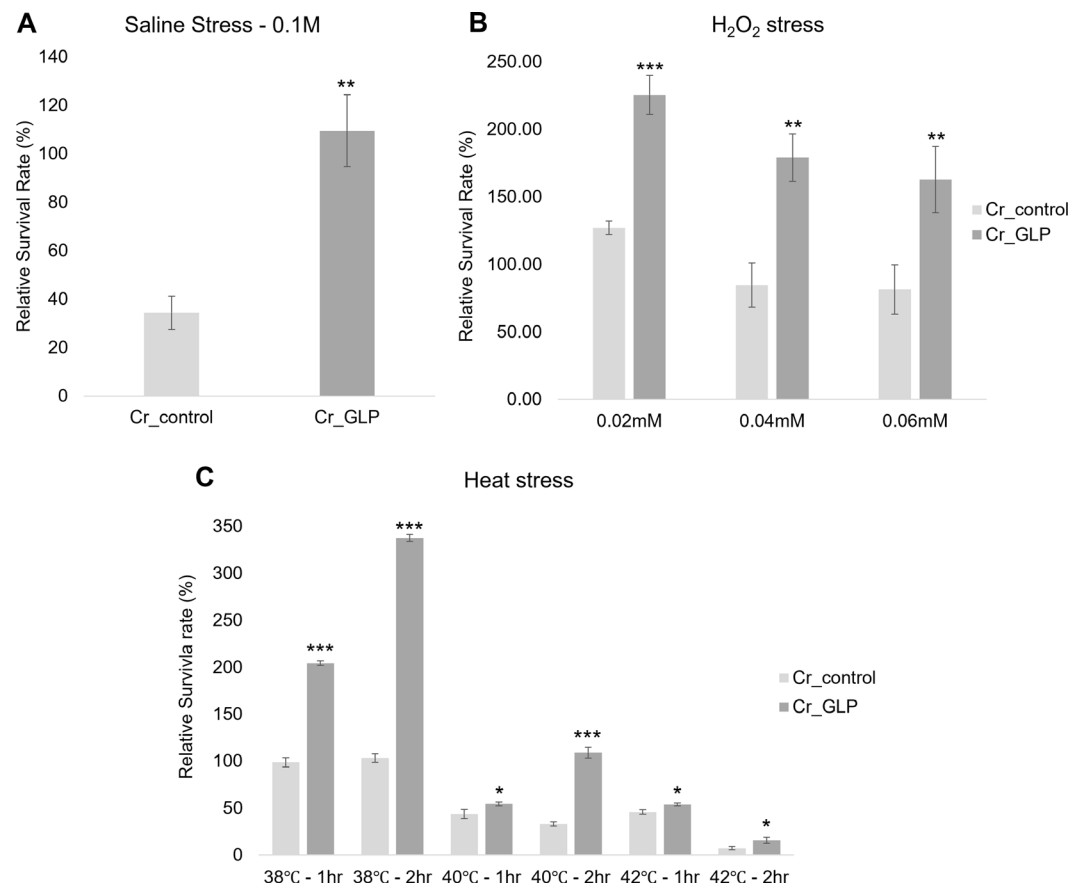 A
Saline Stress - 0.1M
Relative Survival Rate (%)
140
120
100
80
60
40
20
0
**
Cr_control
Cr_GLP
B
H₂O₂ stress
Relative Survival Rate (%)
250.00
200.00
150.00
100.00
50.00
0.00
***
**
**
0.02mM
0.04mM
0.06mM
Cr_control
Cr_GLP
C
Heat stress
Relative Survivla rate (%)
350
300
250
200
150
100
50
0
***
***
*
***
*
*
38℃ - 1hr
38℃ - 2hr
40℃ - 1hr
40℃ - 2hr
42℃ - 1hr
42℃ - 2hr
Cr_control
Cr_GLP